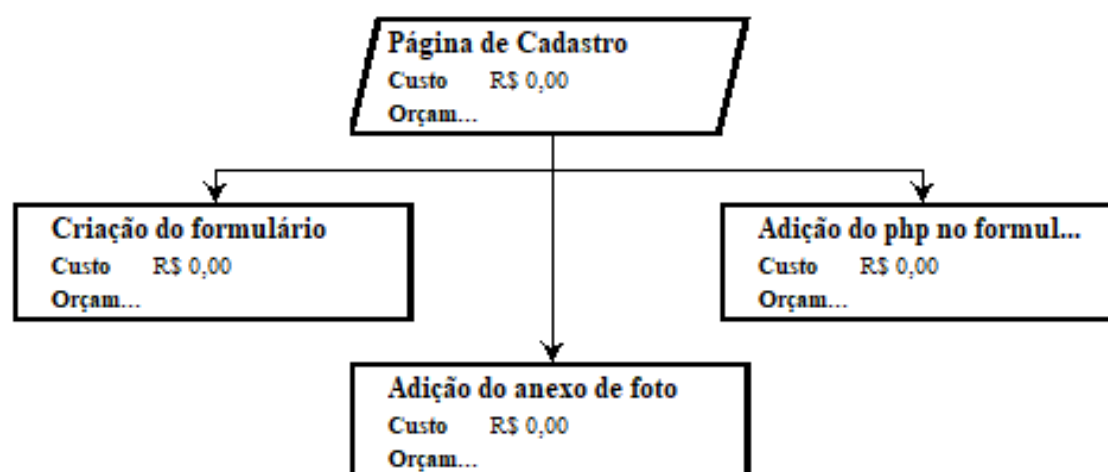 Página de Cadastro
Custo R$ 0,00
Orçam...
Criação do formulário
Custo R$ 0,00
Orçam...
Adição do php no formul...
Custo R$ 0,00
Orçam...
Adição do anexo de foto
Custo R$ 0,00
Orçam...